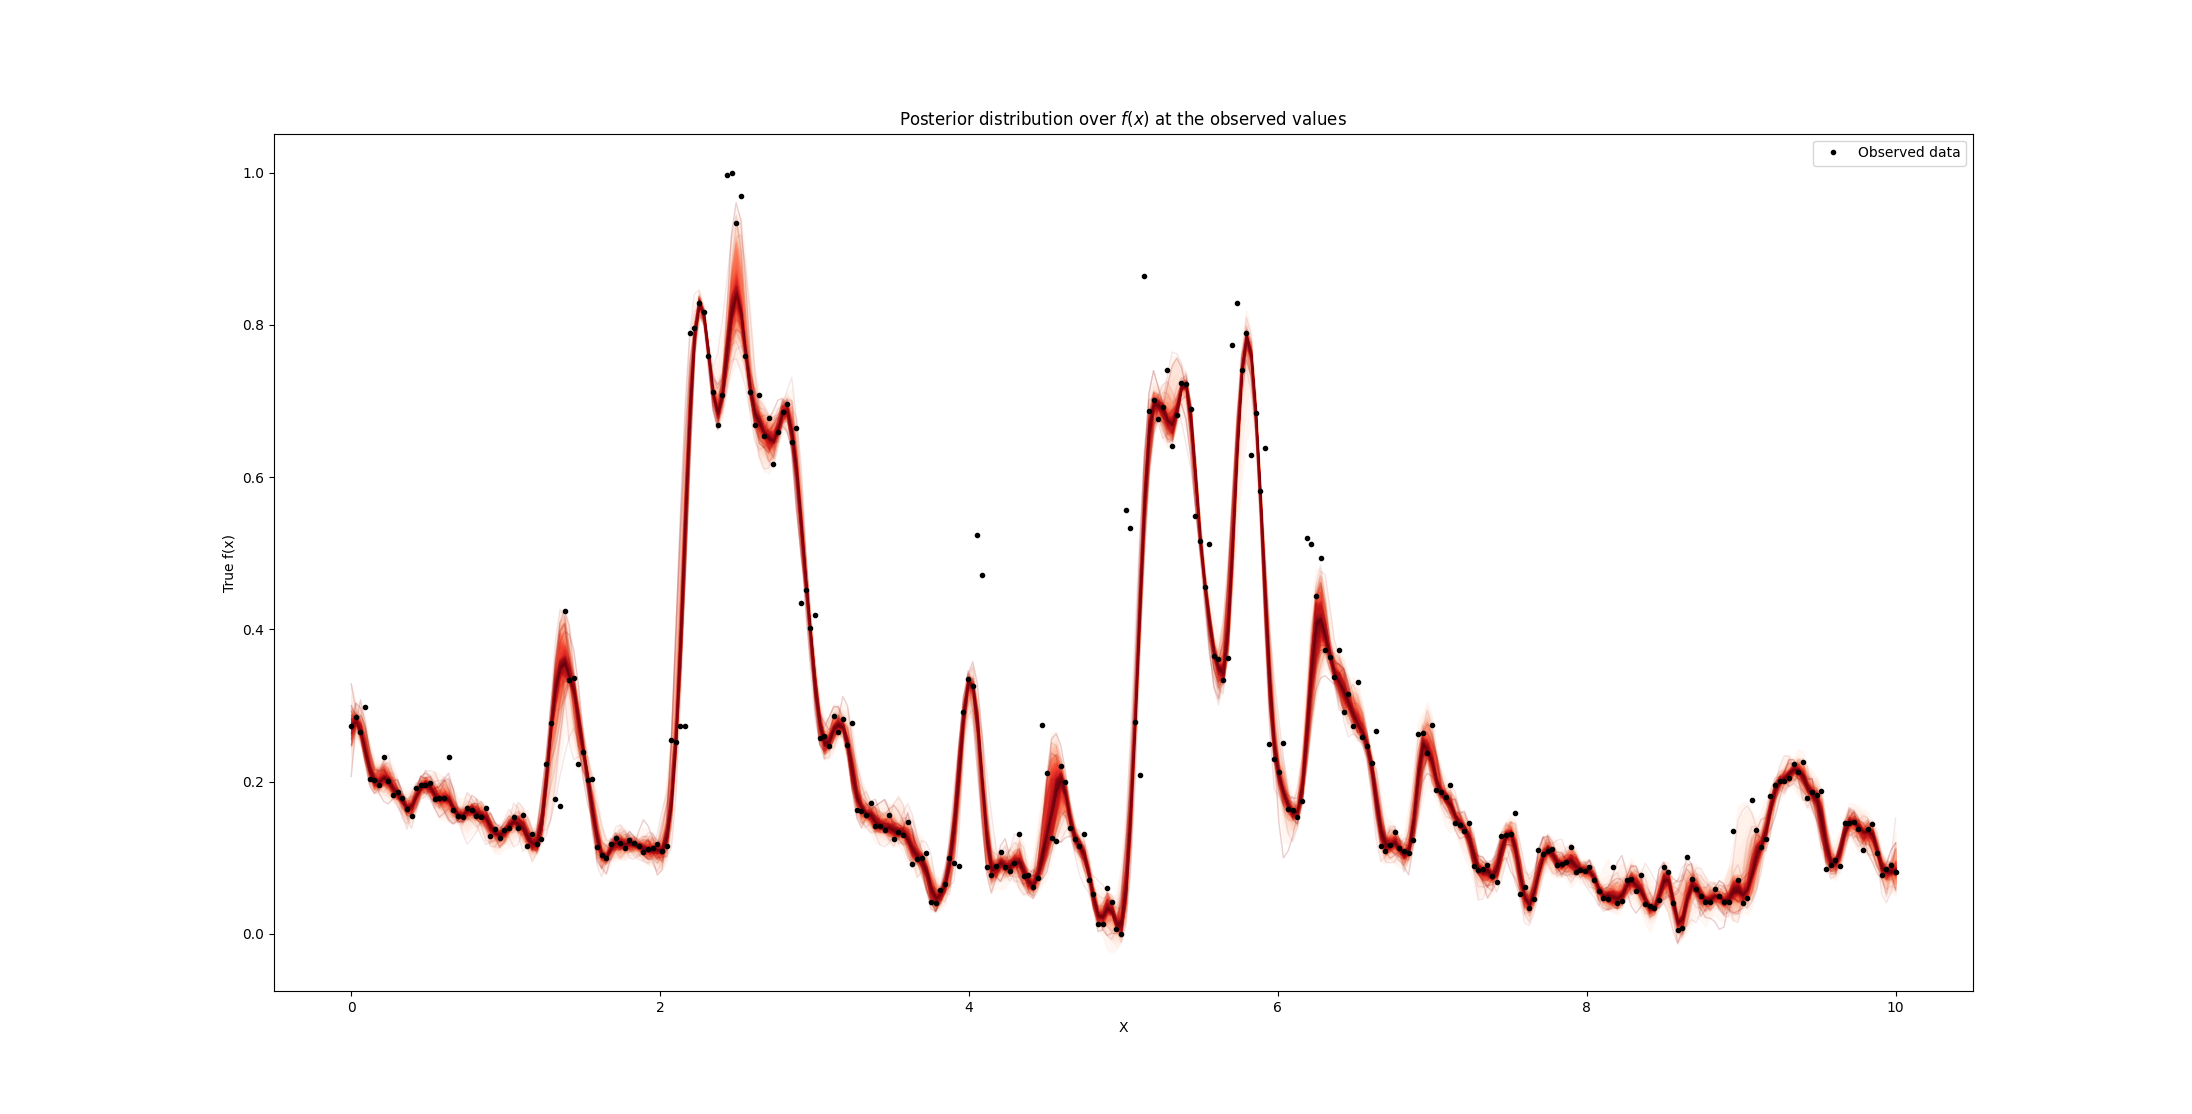 Posterior distribution over f(x) at the observed values
Observed data
1.0
0.8
0.6
0.4
0.2
0.0
True f(x)
0 2 4 6 8 10
X